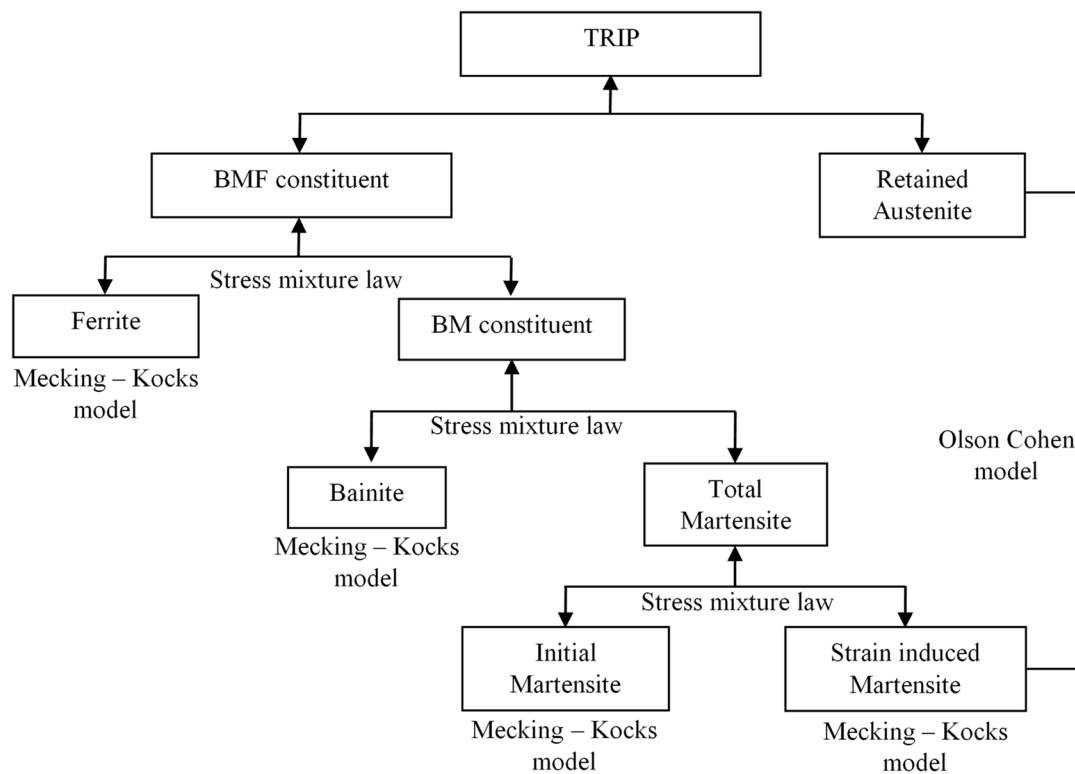 TRIP
BMF constituent
Retained
Austenite
Stress mixture law
Ferrite
BM constituent
Mecking – Kocks
model
Stress mixture law
Olson Cohen
model
Bainite
Total
Martensite
Mecking – Kocks
model
Stress mixture law
Initial
Martensite
Strain induced
Martensite
Mecking – Kocks
model
Mecking – Kocks
model